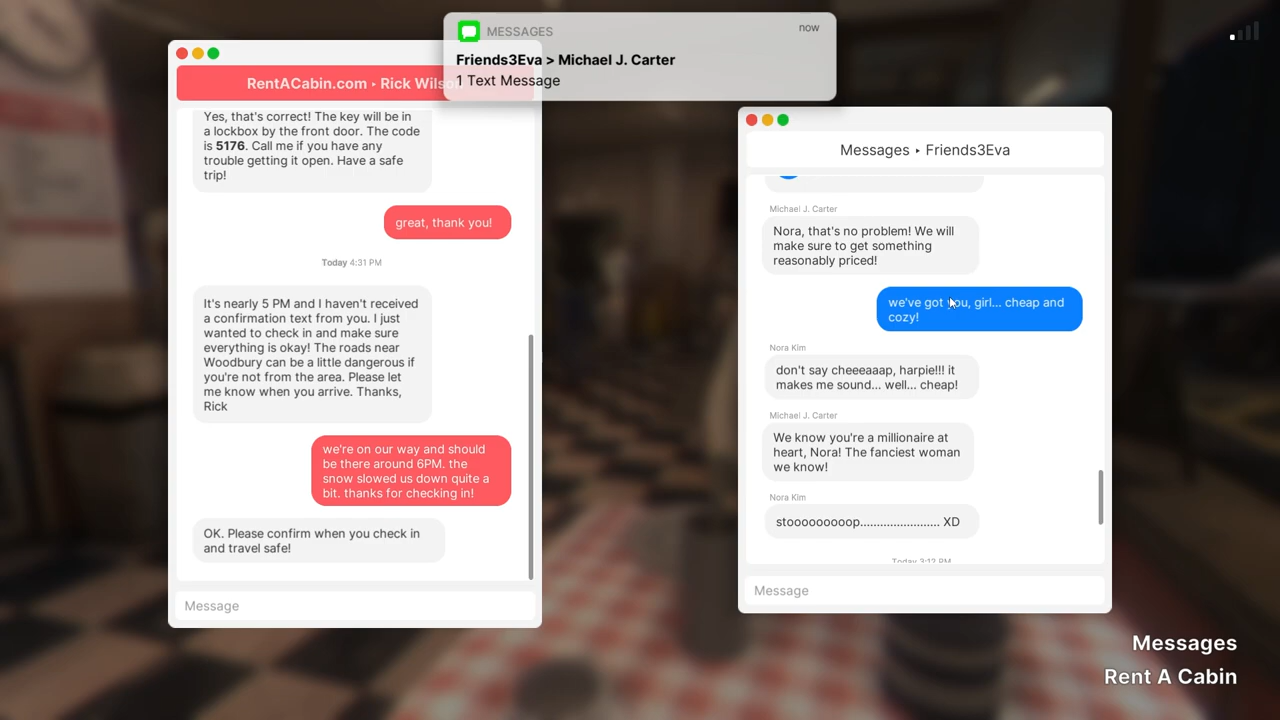 MESSAGES
now
Friends3Eva > Michael J. Carter
1 Text Message
RentACabin.com ‣ Rick Wilso
Yes, that's correct! The key will be
in a lockbox by the front door. The code
is 5176. Call me if you have any
trouble getting it open. Have a safe
trip!
great, thank you!
Today 4:31 PM
It's nearly 5 PM and I haven't received
a confirmation text from you. I just
wanted to check in and make sure
everything is okay! The roads near
Woodbury can be a little dangerous if
you're not from the area. Please let
me know when you arrive. Thanks,
Rick
we're on our way and should
be there around 6PM. the
snow slowed us down quite a
bit. thanks for checking in!
OK. Please confirm when you check in
and travel safe!
Message
Messages ‣ Friends3Eva
Michael J. Carter
Nora, that's no problem! We will
make sure to get something
reasonably priced!
we've got you, girl... cheap and
cozy!
Nora Kim
don't say cheeeaaap, harpie!!! it
makes me sound... well... cheap!
Michael J. Carter
We know you're a millionaire at
heart, Nora! The fanciest woman
we know!
Nora Kim
stooooooooop........................ XD
Today 3:12 PM
Message
Messages
Rent A Cabin